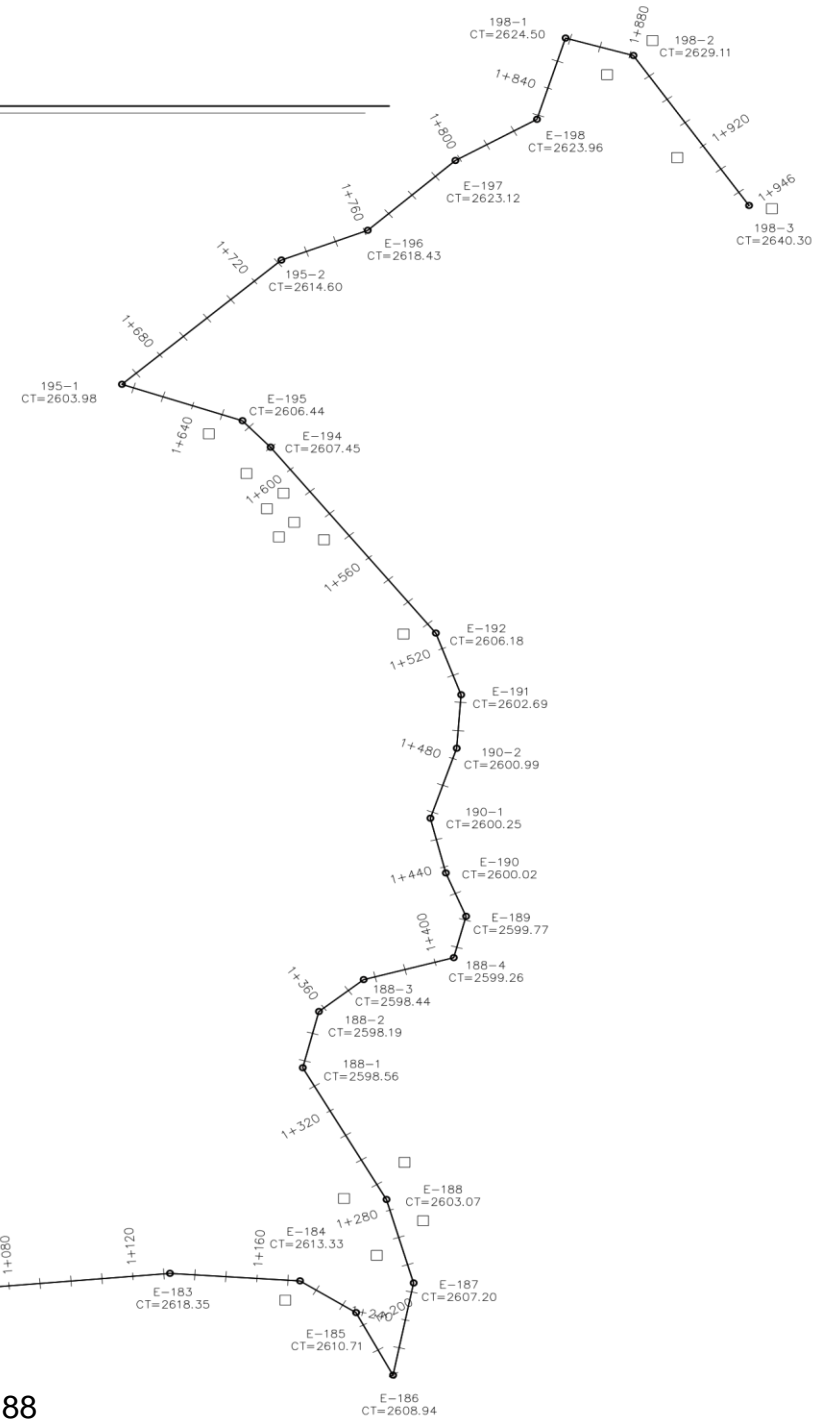 198-1
CT=2624.50
1+880
198-2
CT=2629.11
1+840
1+920
1+800
E-198
CT=2623.96
1+946
198-3
CT=2640.30
E-197
CT=2623.12
1+760
E-196
CT=2618.43
1+720
195-2
CT=2614.60
1+680
195-1
CT=2603.98
E-195
CT=2606.44
1+640
E-194
CT=2607.45
1+600
1+560
E-192
CT=2606.18
1+520
E-191
CT=2602.69
1+480
190-2
CT=2600.99
190-1
CT=2600.25
E-190
CT=2600.02
1+440
E-189
CT=2599.77
1+400
188-4
CT=2599.26
1+360
188-3
CT=2598.44
188-2
CT=2598.19
188-1
CT=2598.56
1+320
E-188
CT=2603.07
1+280
E-184
CT=2613.33
1+080
1+120
1+160
E-183
CT=2618.35
E-187
CT=2607.20
1+240
1+200
E-185
CT=2610.71
E-186
CT=2608.94
88